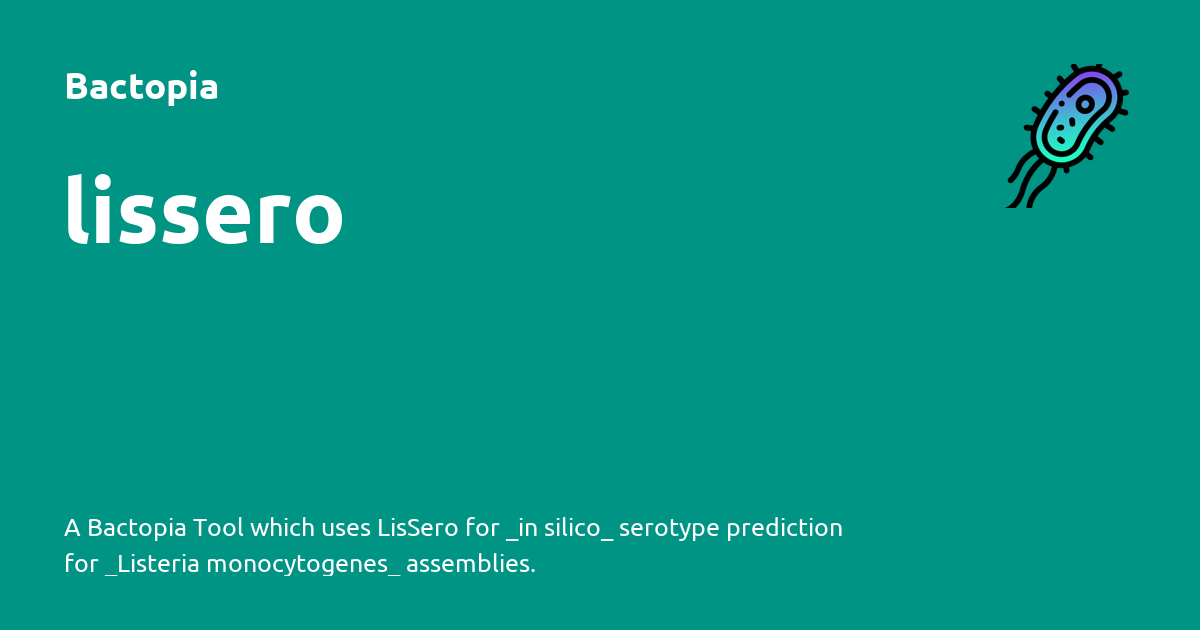 Bactopia
lissero
A Bactopia Tool which uses LisSero for _in silico_ serotype prediction
for _Listeria monocytogenes_ assemblies.